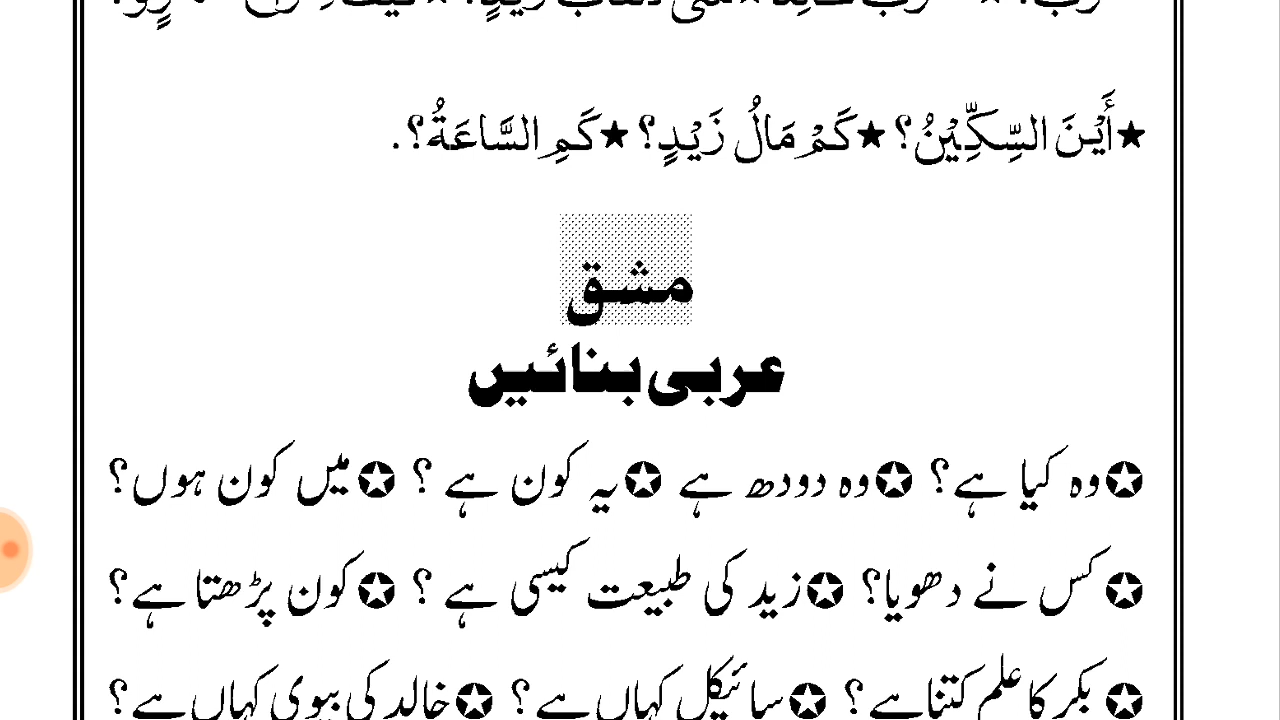 ★أَيْنَ السِّكِّيْنُ؟ ★كَمْ مَالُ زَيْدٍ؟ ★كَمِ السَّاعَةُ؟.
مشق
عربی بنائیں
✪وہ کیا ہے؟ ✪وہ دودھ ہے ✪یہ کون ہے ؟ ✪میں کون ہوں؟
✪ کس نے دھویا؟ ✪زید کی طبیعت کیسی ہے ؟ ✪کون پڑھتا ہے؟
✪ بکر کا علم کتنا ہے؟ ✪سائیکل کہاں ہے ؟ ✪خالد کی بیوی کہاں ہے؟